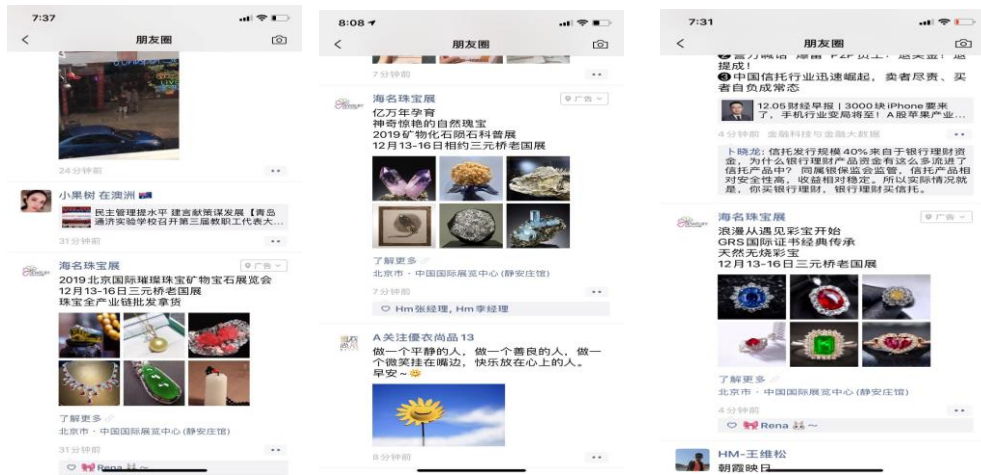 7:37
朋友圈
24分钟前
小果树 在澳洲
民主管理提水平 建言献策谋发展【青岛
通济实验学校召开第三届教职工代表大...
31分钟前
海名珠宝展
广告
2019北京国际璀璨珠宝矿物宝石展览会
12月13-16日三元桥老国展
珠宝全产业链批发拿货
了解更多
北京市·中国国际展览中心(静安庄馆)
31分钟前
Rena
8:08
朋友圈
7分钟前
海名珠宝展
广告
亿万年孕育
神奇惊艳的自然瑰宝
2019矿物化石陨石科普展
12月13-16日相约三元桥老国展
了解更多
北京市·中国国际展览中心(静安庄馆)
7分钟前
Hm张经理, Hm李经理
A关注優衣尚品13
做一个平静的人，做一个善良的人，做一
个微笑挂在嘴边，快乐放在心上的人。
早安~
8分钟前
7:31
朋友圈
提成！
❸中国信托行业迅速崛起，卖者尽责、买
者自负成常态
12.05财经早报 | 3000块iPhone要来
了，手机行业变局将至！A股苹果产业...
4分钟前 金融科技与金融大数据
卜晓龙: 信托发行规模40%来自于银行理财资
金，为什么银行理财产品资金有这么多流进了
信托产品中？ 同属银保监会监管，信托产品相
对安全性高，收益相对稳定。所以实际情况就
是，你买银行理财，银行理财买信托。
海名珠宝展
广告
浪漫从遇见彩宝开始
GRS国际证书经典传承
天然无烧彩宝
12月13-16日三元桥老国展
了解更多
北京市·中国国际展览中心(静安庄馆)
4分钟前
Rena ~
HM-王维松
朝霞映日